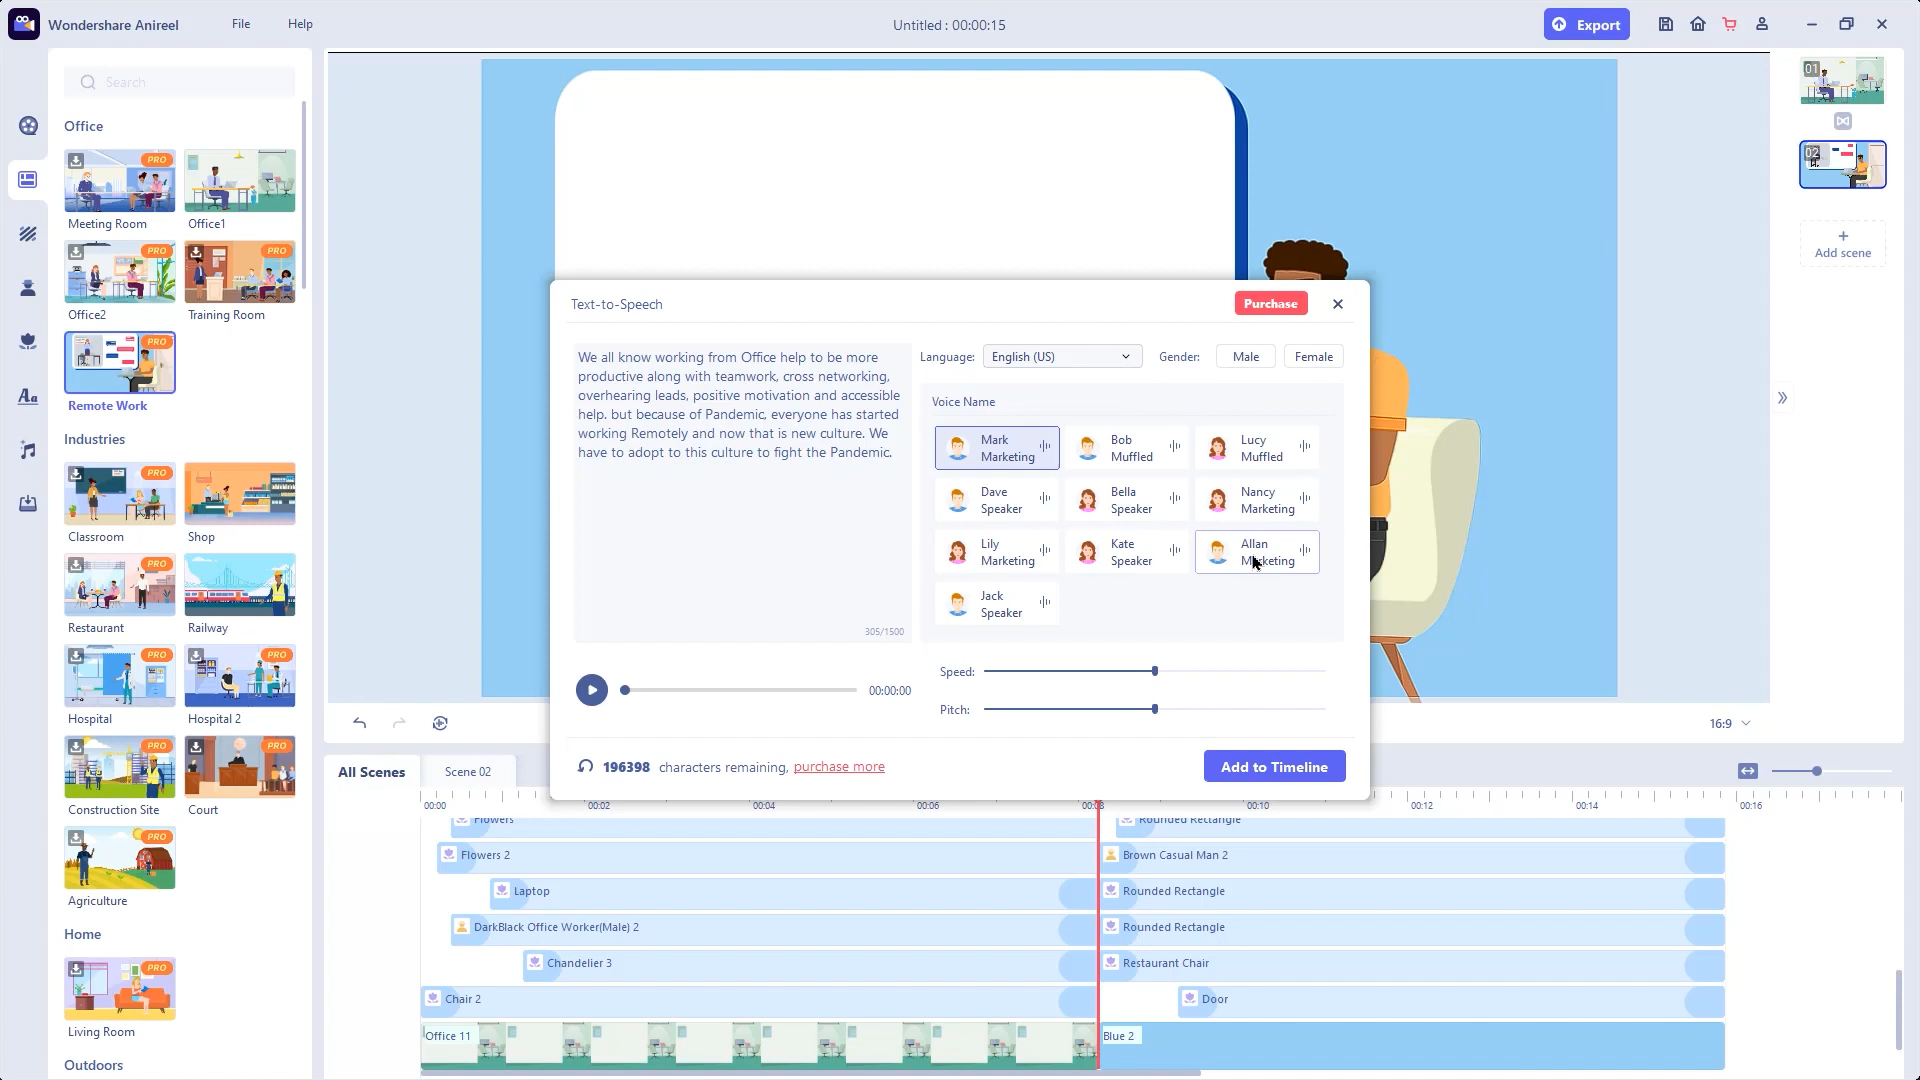 Wondershare Anireel
File
Help
Untitled : 00:00:15
Export
Search
Office
PRO
Meeting Room
Office1
PRO
PRO
Office2
Training Room
PRO
Remote Work
Industries
PRO
Classroom
Shop
PRO
Restaurant
Railway
PRO
PRO
Hospital
Hospital 2
PRO
PRO
Construction Site
Court
PRO
Agriculture
Home
PRO
Living Room
Outdoors
Text-to-Speech
Purchase
We all know working from Office help to be more
productive along with teamwork, cross networking,
overhearing leads, positive motivation and accessible
help. but because of Pandemic, everyone has started
working Remotely and now that is new culture. We
have to adopt to this culture to fight the Pandemic.
305/1500
00:00:00
Language:
English (US)
Gender:
Male
Female
Voice Name
Mark
Marketing
Bob
Muffled
Lucy
Muffled
Dave
Speaker
Bella
Speaker
Nancy
Marketing
Lily
Marketing
Kate
Speaker
Allan
Marketing
Jack
Speaker
Speed:
Pitch:
196398 characters remaining, purchase more
Add to Timeline
01
02
+
Add scene
16:9
All Scenes
Scene 02
00:00
00:02
00:04
00:06
00:08
00:10
00:12
00:14
00:16
Flowers
Rounded Rectangle
Flowers 2
Brown Casual Man 2
Laptop
Rounded Rectangle
DarkBlack Office Worker(Male) 2
Rounded Rectangle
Chandelier 3
Restaurant Chair
Chair 2
Door
Office 11
Blue 2